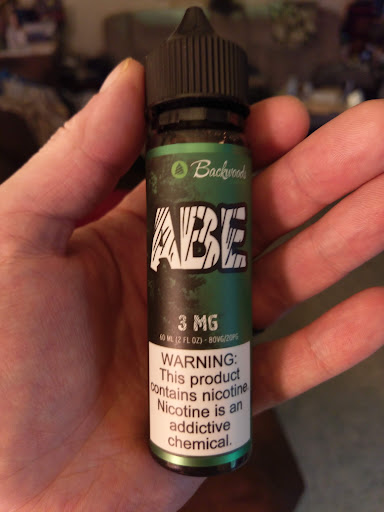 Backwoods
ABE
3 MG
60 ML (2 FL OZ) - 80VG/20PG
WARNING:
This product
contains nicotine.
Nicotine is an
addictive
chemical.